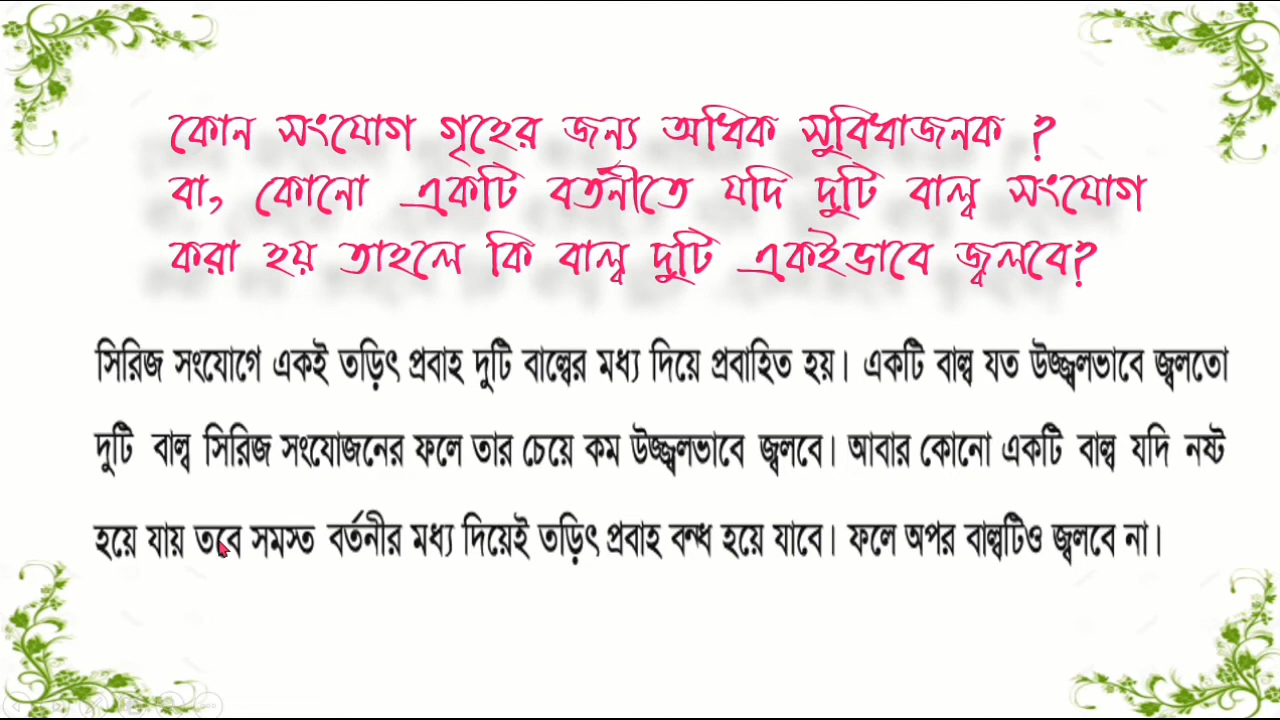 কোন সংযোগ গৃহের জন্য অধিক সুবিধাজনক ?
বা, কোনো একটি বর্তনীতে যদি দুটি বাল্ব সংযোগ
করা হয় তাহলে কি বাল্ব দুটি একইভাবে জ্বলবে?
সিরিজ সংযোগে একই তড়িৎ প্রবাহ দুটি বাল্বের মধ্য দিয়ে প্রবাহিত হয়। একটি বাল্ব যত উজ্জ্বলভাবে জ্বলতো
দুটি বাল্ব সিরিজ সংযোজনের ফলে তার চেয়ে কম উজ্জ্বলভাবে জ্বলবে। আবার কোনো একটি বাল্ব যদি নষ্ট
হয়ে যায় তবে সমস্ত বর্তনীর মধ্য দিয়েই তড়িৎ প্রবাহ বন্ধ হয়ে যাবে। ফলে অপর বাল্বটিও জ্বলবে না।